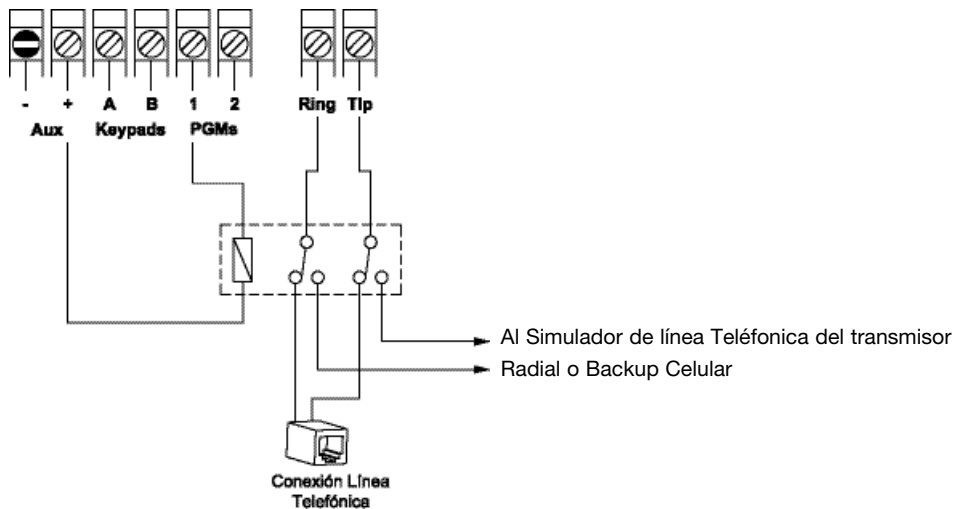 - + A B 1 2 Ring Tip
Aux Keypads PGMs
Al Simulador de línea Teléfonica del transmisor
Radial o Backup Celular
Conexión Línea
Telefónica